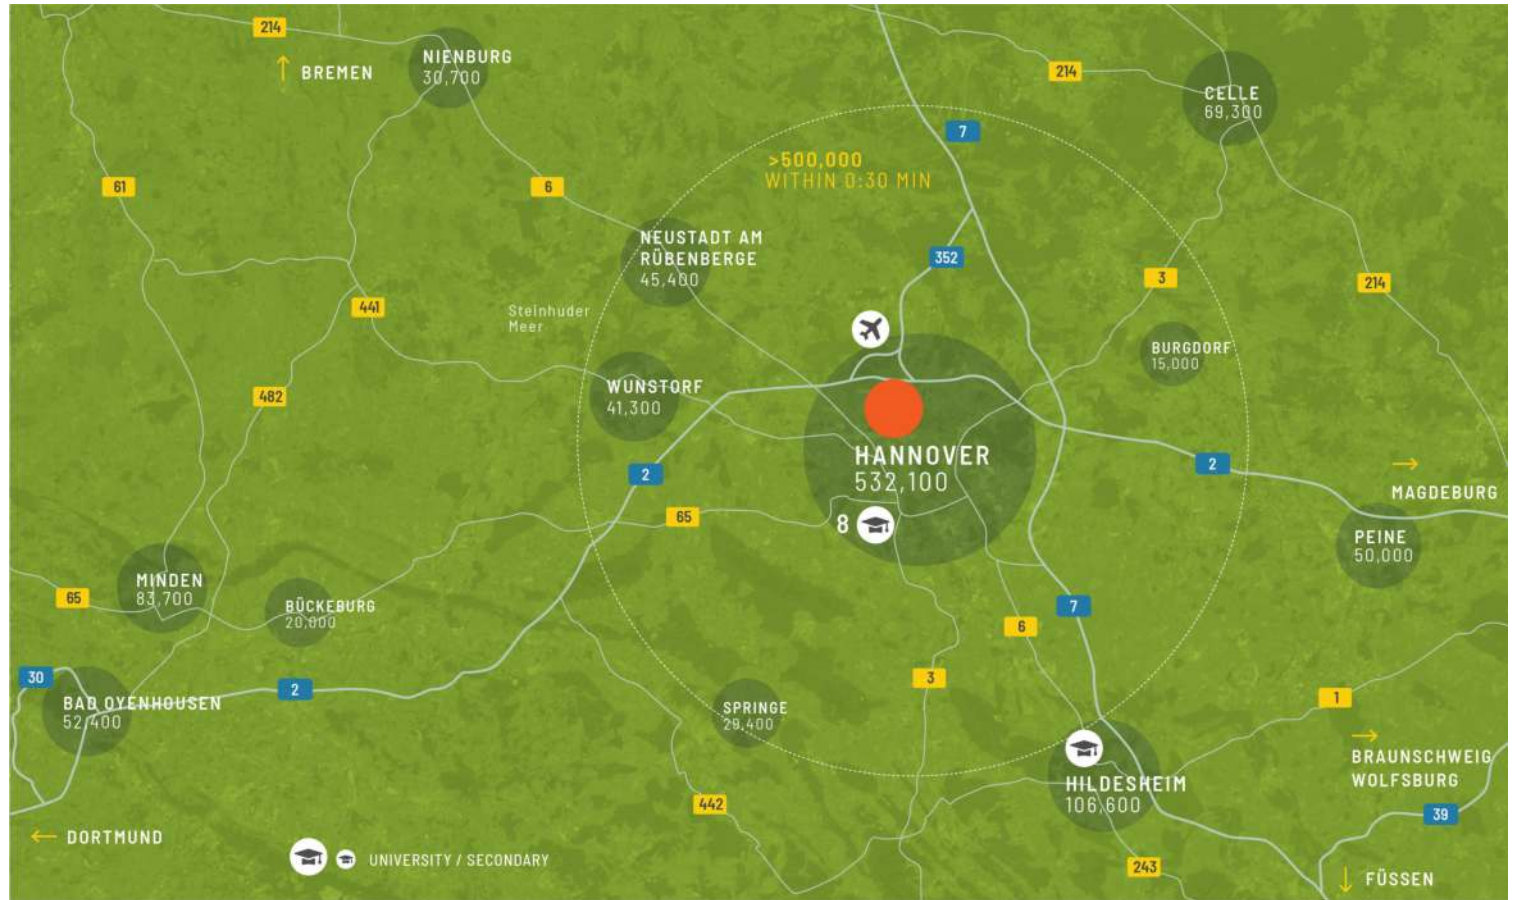 214
NIENBURG
30,700
BREMEN
214
CELLE
69,300
7
>500,000
WITHIN 0:30 MIN
61
6
NEUSTADT AM
RÜBENBERGE
45,400
352
3
214
441
Steinhuder
Meer
BURGDORF
15,000
482
WUNSTORF
41,300
HANNOVER
532,100
2
2
MAGDEBURG
65
8
PEINE
50,000
MINDEN
83,700
65
BÜCKEBURG
20,000
7
6
30
BAD OYENHOUSEN
52,400
2
3
SPRINGE
29,400
1
BRAUNSCHWEIG
WOLFSBURG
HILDESHEIM
106,600
442
39
DORTMUND
UNIVERSITY / SECONDARY
243
FÜSSEN